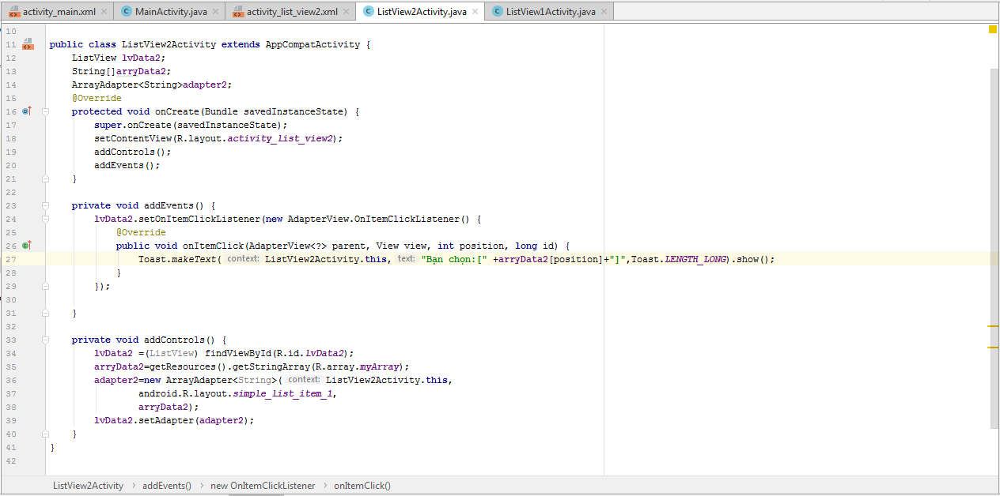 activity_main.xml MainActivity.java activity_list_view2.xml ListView2Activity.java ListView1Activity.java
10
11 public class ListView2Activity extends AppCompatActivity {
12 ListView lvData2;
13 String[]arryData2;
14 ArrayAdapter<String>adapter2;
15 @Override
16 protected void onCreate(Bundle savedInstanceState) {
17 super.onCreate(savedInstanceState);
18 setContentView(R.layout.activity_list_view2);
19 addControls();
20 addEvents();
21 }
22
23 private void addEvents() {
24 lvData2.setOnItemClickListener(new AdapterView.OnItemClickListener() {
25 @Override
26 public void onItemClick(AdapterView<?> parent, View view, int position, long id) {
27 Toast.makeText( context: ListView2Activity.this, text: "Bạn chọn:[" +arryData2[position]+"]",Toast.LENGTH_LONG).show();
28 }
29 });
30
31 }
32
33 private void addControls() {
34 lvData2 =(ListView) findViewById(R.id.lvData2);
35 arryData2=getResources().getStringArray(R.array.myArray);
36 adapter2=new ArrayAdapter<String>( context: ListView2Activity.this,
37 android.R.layout.simple_list_item_1,
38 arryData2);
39 lvData2.setAdapter(adapter2);
40 }
41 }
42
ListView2Activity › addEvents() › new OnItemClickListener › onItemClick()